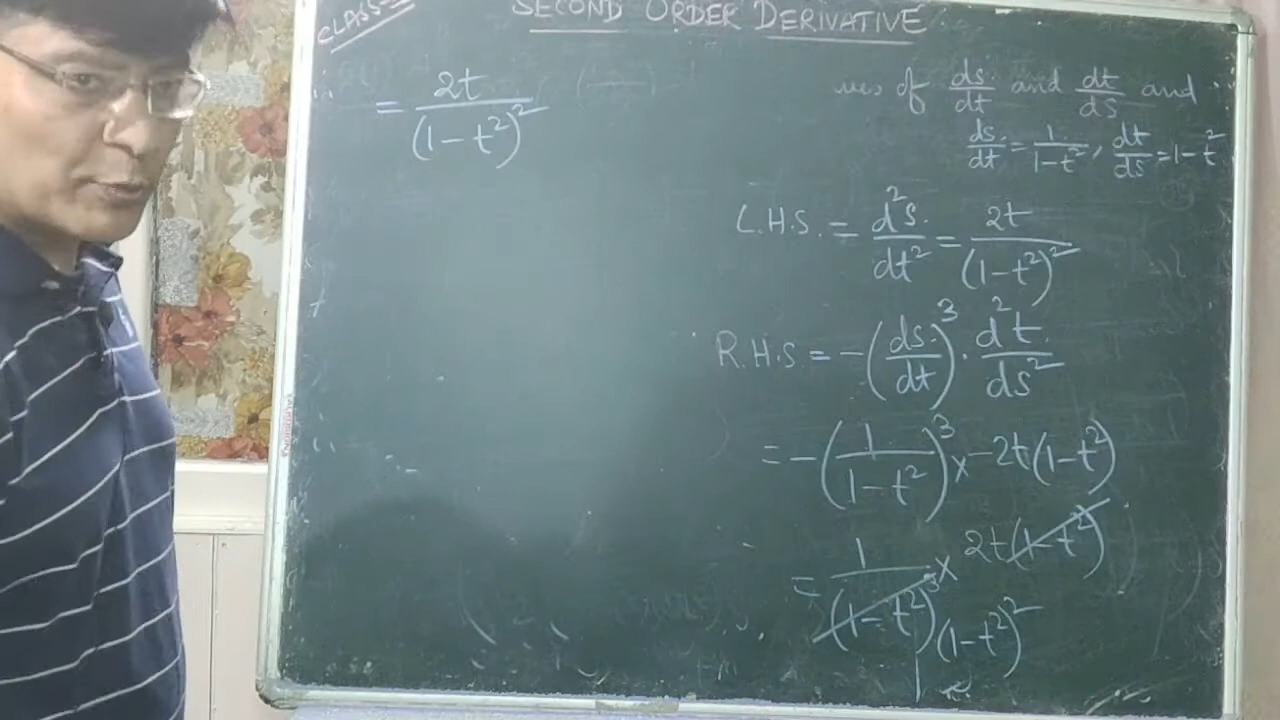 CLASS
SECOND ORDER DERIVATIVE
= 2t/(1-t²)²
of ds/dt and dt/ds and
ds/dt = 1/1-t², dt/ds = 1-t²
L.H.S. = d²s/dt² = 2t/(1-t²)²
R.H.S = -(ds/dt)³ . d²t/ds²
= -(1/1-t²)³ x -2t(1-t²)
= 1/(1-t²)³ x 2t(1-t²)
(1-t²)²